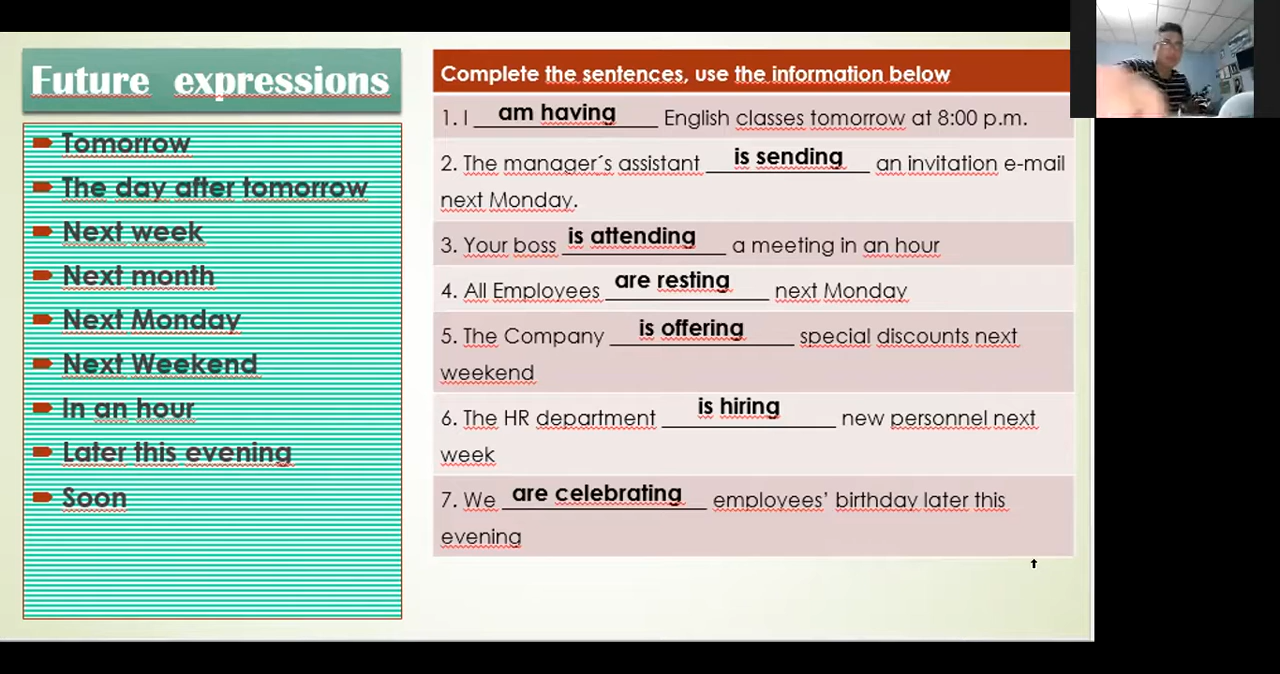 Future expressions
Tomorrow
The day after tomorrow
Next week
Next month
Next Monday
Next Weekend
In an hour
Later this evening
Soon
Complete the sentences, use the information below
1. I am having English classes tomorrow at 8:00 p.m.
2. The manager´s assistant is sending an invitation e-mail
next Monday.
3. Your boss is attending a meeting in an hour
4. All Employees are resting next Monday
5. The Company is offering special discounts next
weekend
6. The HR department is hiring new personnel next
week
7. We are celebrating employees’ birthday later this
evening